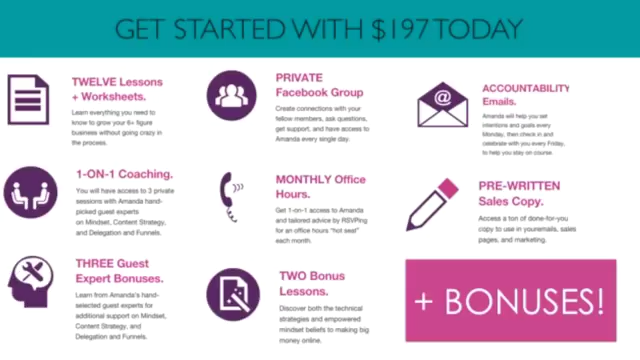 GET STARTED WITH $197 TODAY
TWELVE Lessons
+ Worksheets.
Learn everything you need to
know to grow your 6+ figure
business without going crazy in
the process.
PRIVATE
Facebook Group
Create connections with your
fellow members, ask questions,
get support, and have access to
Amanda every single day.
@
ACCOUNTABILITY
Emails.
Amanda will help you set
intentions and goals every
Monday, then check in and
celebrate with you every Friday,
to help you stay on course.
1-ON-1 Coaching.
You will have access to 3 private
sessions with Amanda hand-
picked guest experts
on Mindset, Content Strategy,
and Delegation and Funnels.
MONTHLY Office
Hours.
Get 1-on-1 access to Amanda
and tailored advice by RSVPing
for an office hours "hot seat"
each month.
PRE-WRITTEN
Sales Copy.
Access a ton of done-for-you
copy to use in youremails, sales
pages, and marketing.
THREE Guest
Expert Bonuses.
Learn from Amanda's hand-
selected guest experts for
additional support on Mindset,
Content Strategy, and
Delegation and Funnels.
TWO Bonus
Lessons.
Discover both the technical
strategies and empowered
mindset beliefs to making big
money online.
+ BONUSES!